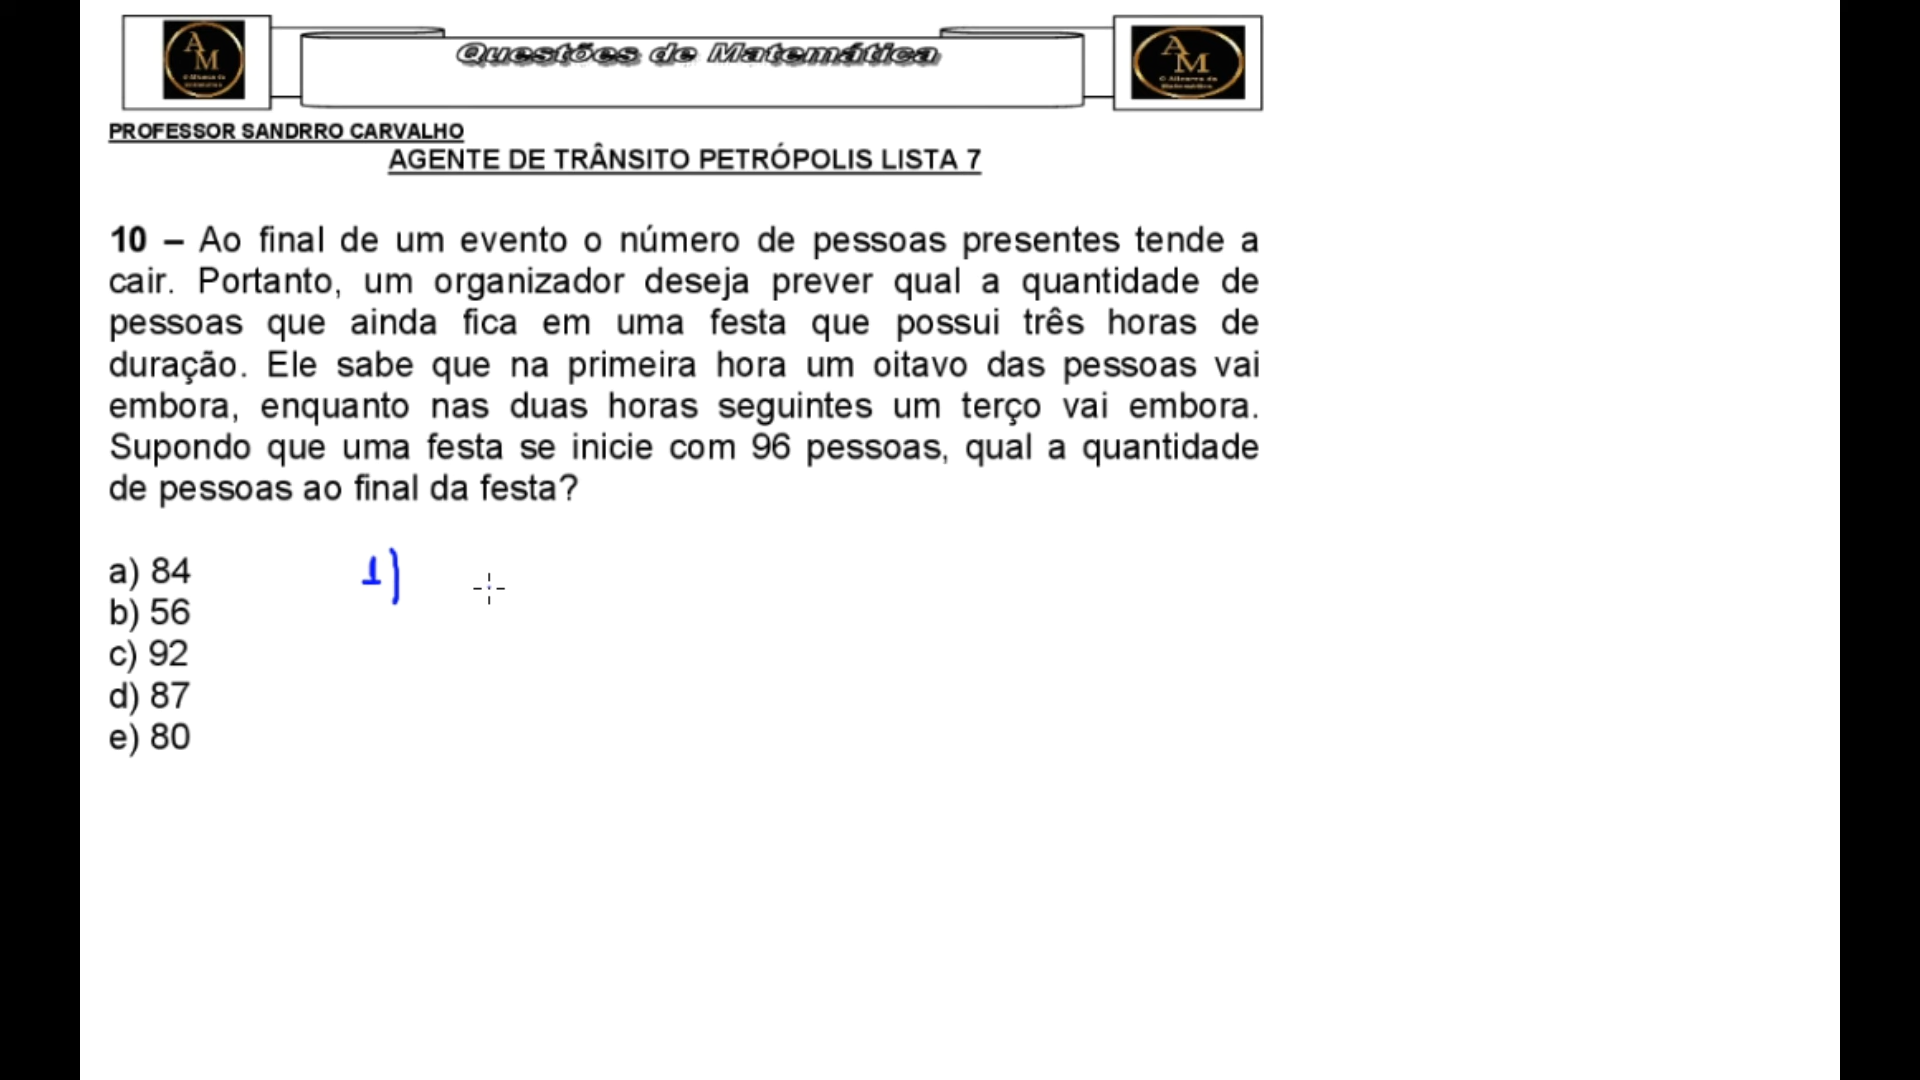 A
M
Questões de Matemática
A
M
PROFESSOR SANDRRO CARVALHO
AGENTE DE TRÂNSITO PETRÓPOLIS LISTA 7
10 – Ao final de um evento o número de pessoas presentes tende a
cair. Portanto, um organizador deseja prever qual a quantidade de
pessoas que ainda fica em uma festa que possui três horas de
duração. Ele sabe que na primeira hora um oitavo das pessoas vai
embora, enquanto nas duas horas seguintes um terço vai embora.
Supondo que uma festa se inicie com 96 pessoas, qual a quantidade
de pessoas ao final da festa?
a) 84
1)
b) 56
c) 92
d) 87
e) 80